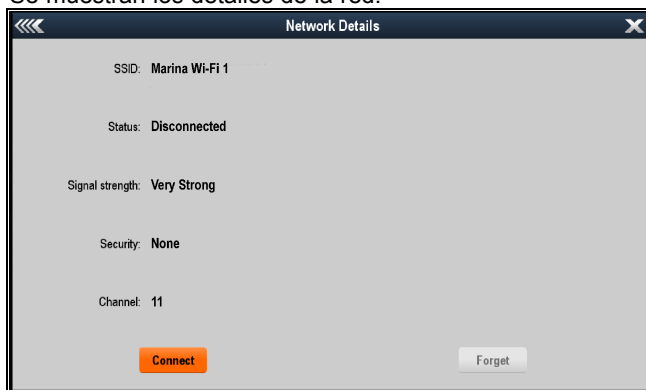 Se muestran los detalles de la red.
Network Details
SSID: Marina Wi-Fi 1
Status: Disconnected
Signal strength: Very Strong
Security: None
Channel: 11
Connect Forget